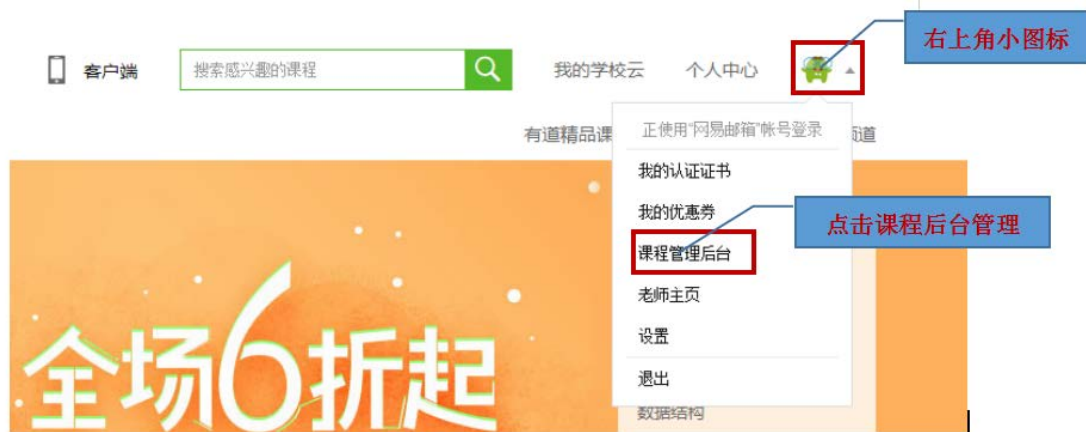 右上角小图标
客户端
搜索感兴趣的课程
我的学校云
个人中心
正使用“网易邮箱”帐号登录
有道精品课
频道
我的认证证书
我的优惠券
点击课程后台管理
课程管理后台
老师主页
设置
退出
数据结构
全场6折起